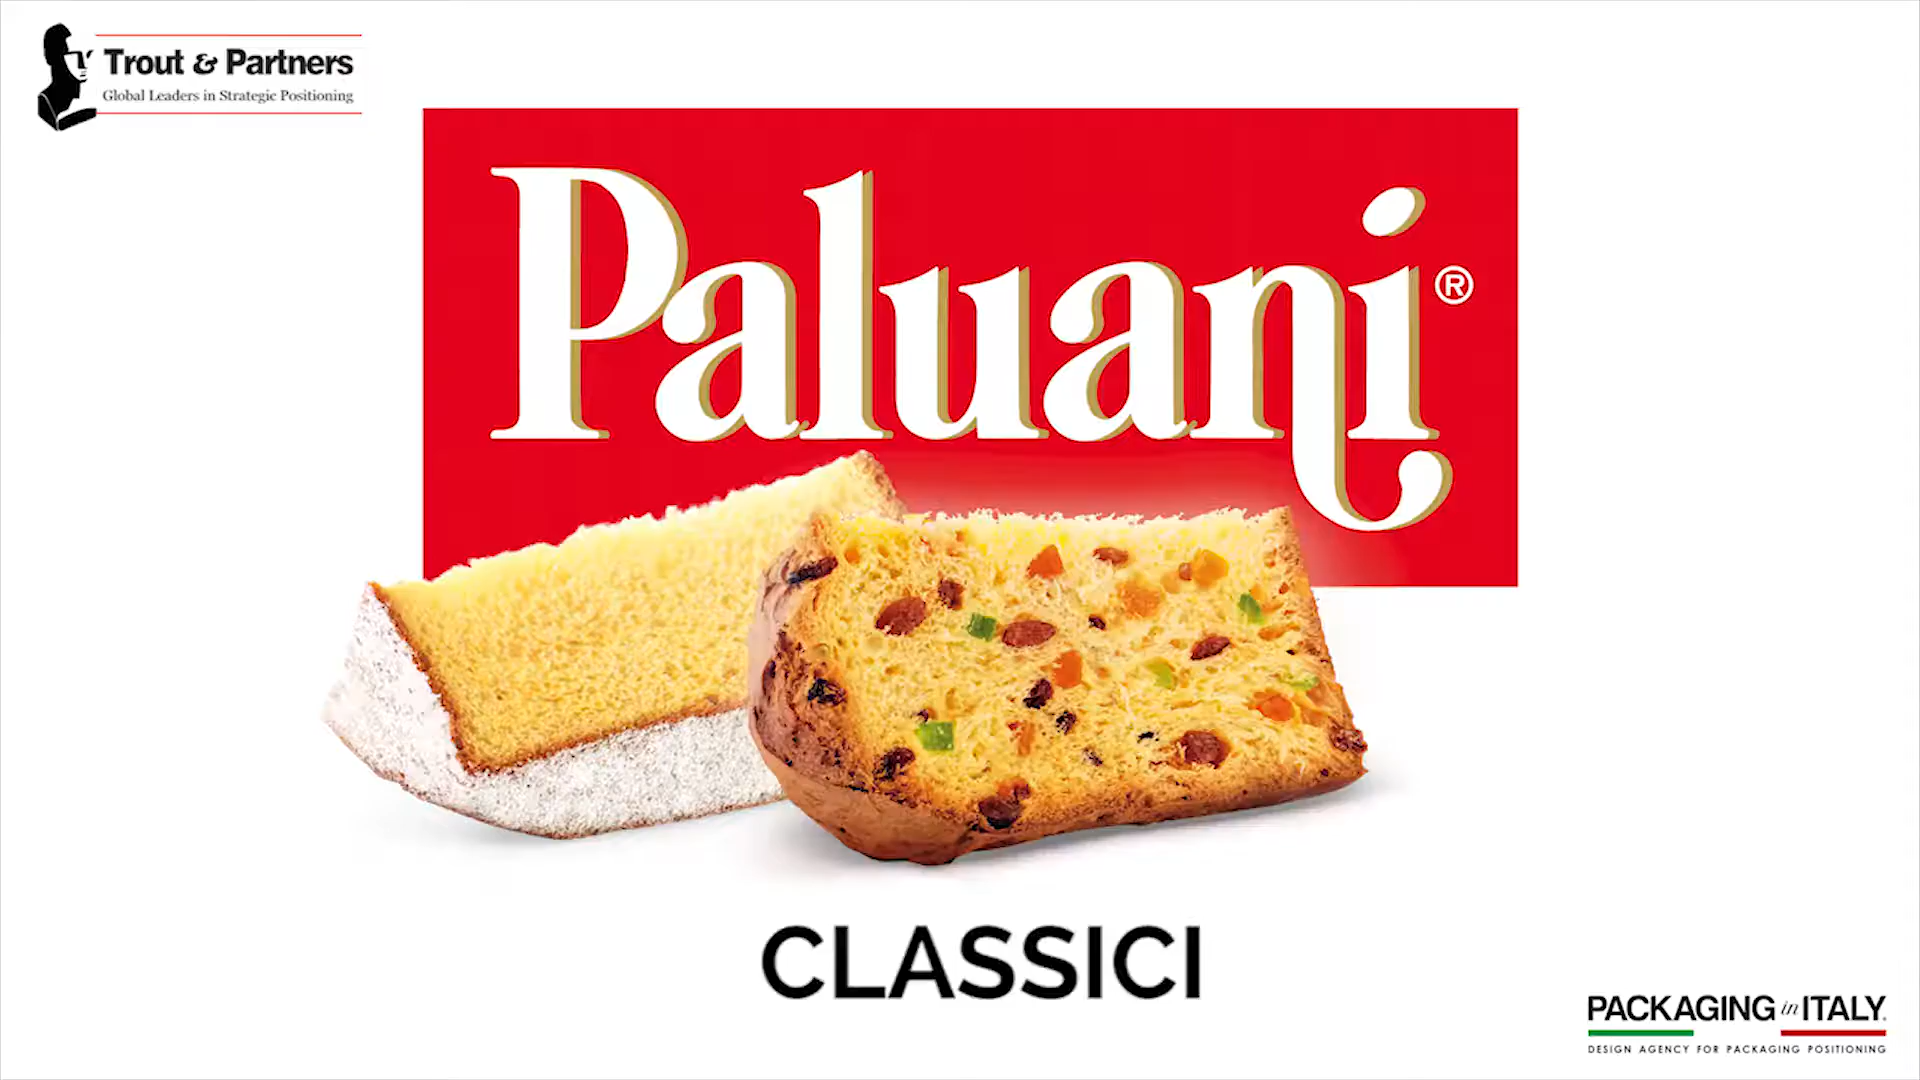 Trout & Partners
Global Leaders in Strategic Positioning
Paluani®
CLASSICI
PACKAGING in ITALY.
DESIGN AGENCY FOR PACKAGING POSITIONING